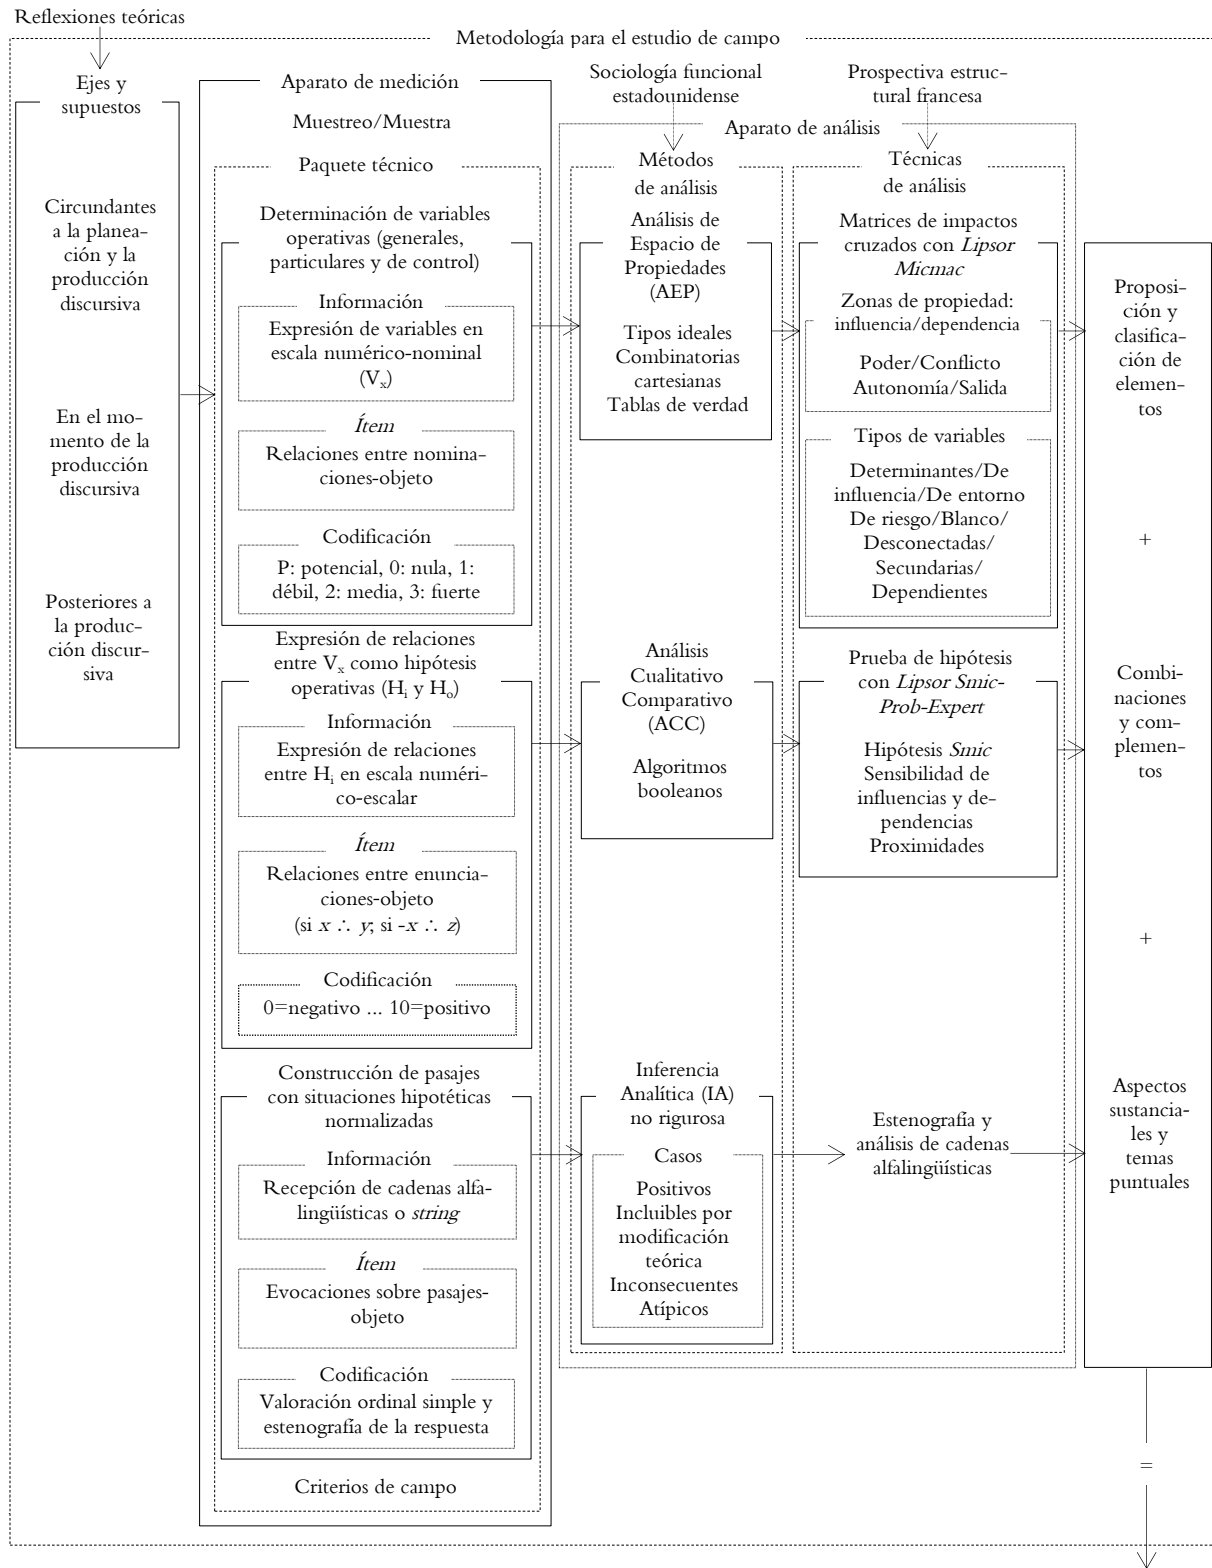 Reflexiones teóricas
Metodología para el estudio de campo
Ejes y
supuestos
Circundantes
a la planea-
ción y la
producción
discursiva
En el mo-
mento de la
producción
discursiva
Posteriores a
la produc-
ción discur-
siva
Aparato de medición
Muestreo/Muestra
Paquete técnico
Determinación de variables
operativas (generales,
particulares y de control)
Información
Expresión de variables en
escala numérico-nominal
(Vx)
Ítem
Relaciones entre nomina-
ciones-objeto
Codificación
P: potencial, 0: nula, 1:
débil, 2: media, 3: fuerte
Expresión de relaciones
entre Vx como hipótesis
operativas (Hi y Ho)
Información
Expresión de relaciones
entre Hi en escala numéri-
co-escalar
Ítem
Relaciones entre enuncia-
ciones-objeto
(si x ∴ y; si -x ∴ z)
Codificación
0=negativo ... 10=positivo
Construcción de pasajes
con situaciones hipotéticas
normalizadas
Información
Recepción de cadenas alfa-
lingüísticas o string
Ítem
Evocaciones sobre pasajes-
objeto
Codificación
Valoración ordinal simple y
estenografía de la respuesta
Criterios de campo
Sociología funcional
estadounidense
Prospectiva estruc-
tural francesa
Aparato de análisis
Métodos
de análisis
Análisis de
Espacio de
Propiedades
(AEP)
Tipos ideales
Combinatorias
cartesianas
Tablas de verdad
Análisis
Cualitativo
Comparativo
(ACC)
Algoritmos
booleanos
Inferencia
Analítica (IA)
no rigurosa
Casos
Positivos
Incluibles por
modificación
teórica
Inconsecuentes
Atípicos
Técnicas
de análisis
Matrices de impactos
cruzados con Lipsor
Micmac
Zonas de propiedad:
influencia/dependencia
Poder/Conflicto
Autonomía/Salida
Tipos de variables
Determinantes/De
influencia/De entorno
De riesgo/Blanco/
Desconectadas/
Secundarias/
Dependientes
Prueba de hipótesis
con Lipsor Smic-
Prob-Expert
Hipótesis Smic
Sensibilidad de
influencias y de-
pendencias
Proximidades
Estenografía y
análisis de cadenas
alfalingüísticas
Proposi-
ción y
clasifica-
ción de
elemen-
tos
+
Combi-
naciones
y com-
plemen-
tos
+
Aspectos
sustancia-
les y
temas
puntuales
=